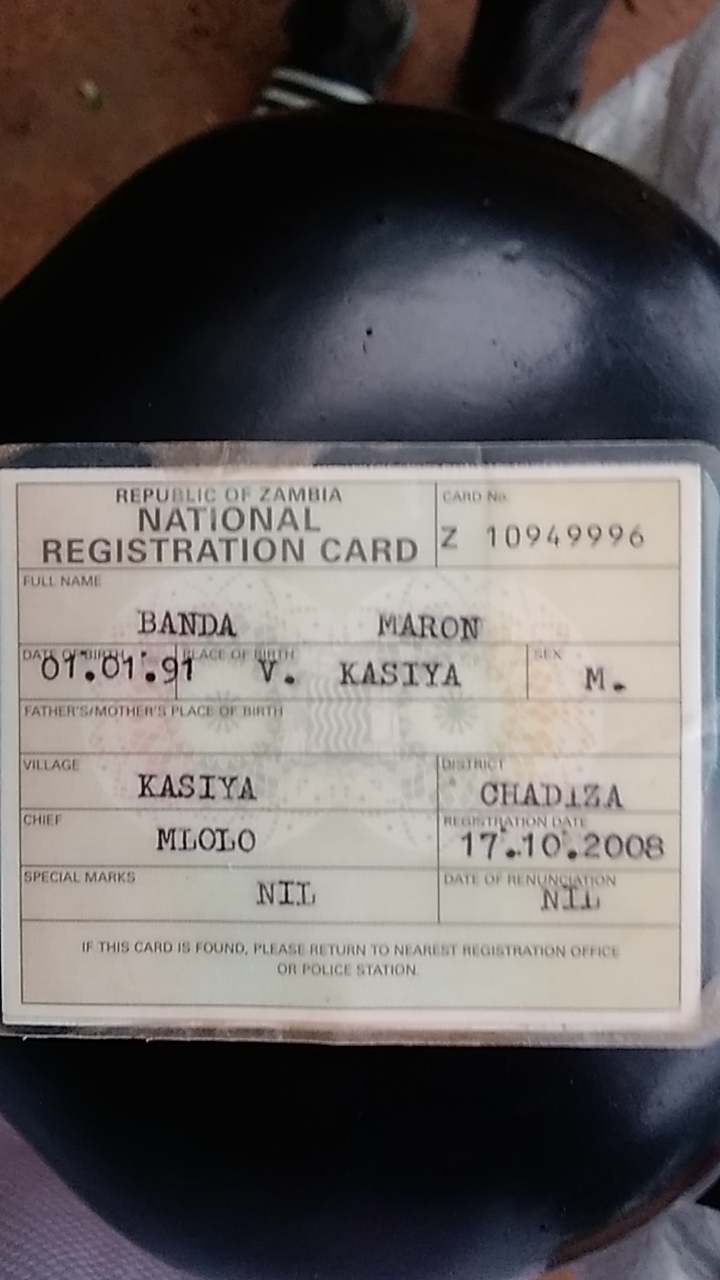 REPUBLIC OF ZAMBIA
NATIONAL
REGISTRATION CARD
CARD No.
Z 10949996
FULL NAME
BANDA MARON
DATE OF BIRTH PLACE OF BIRTH SEX
01.01.91 V. KASIYA M.
FATHER'S/MOTHER'S PLACE OF BIRTH
VILLAGE DISTRICT
KASIYA CHADIZA
CHIEF REGISTRATION DATE
MLOLO 17.10.2008
SPECIAL MARKS DATE OF RENUNCIATION
NIL NIL
IF THIS CARD IS FOUND, PLEASE RETURN TO NEAREST REGISTRATION OFFICE
OR POLICE STATION.